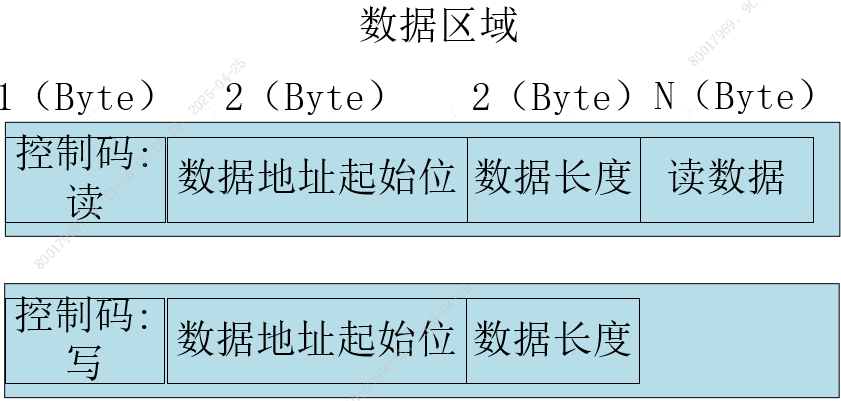 数据区域
1（Byte） 2（Byte） 2（Byte）N（Byte）
控制码:
读
数据地址起始位
数据长度
读数据
控制码:
写
数据地址起始位
数据长度